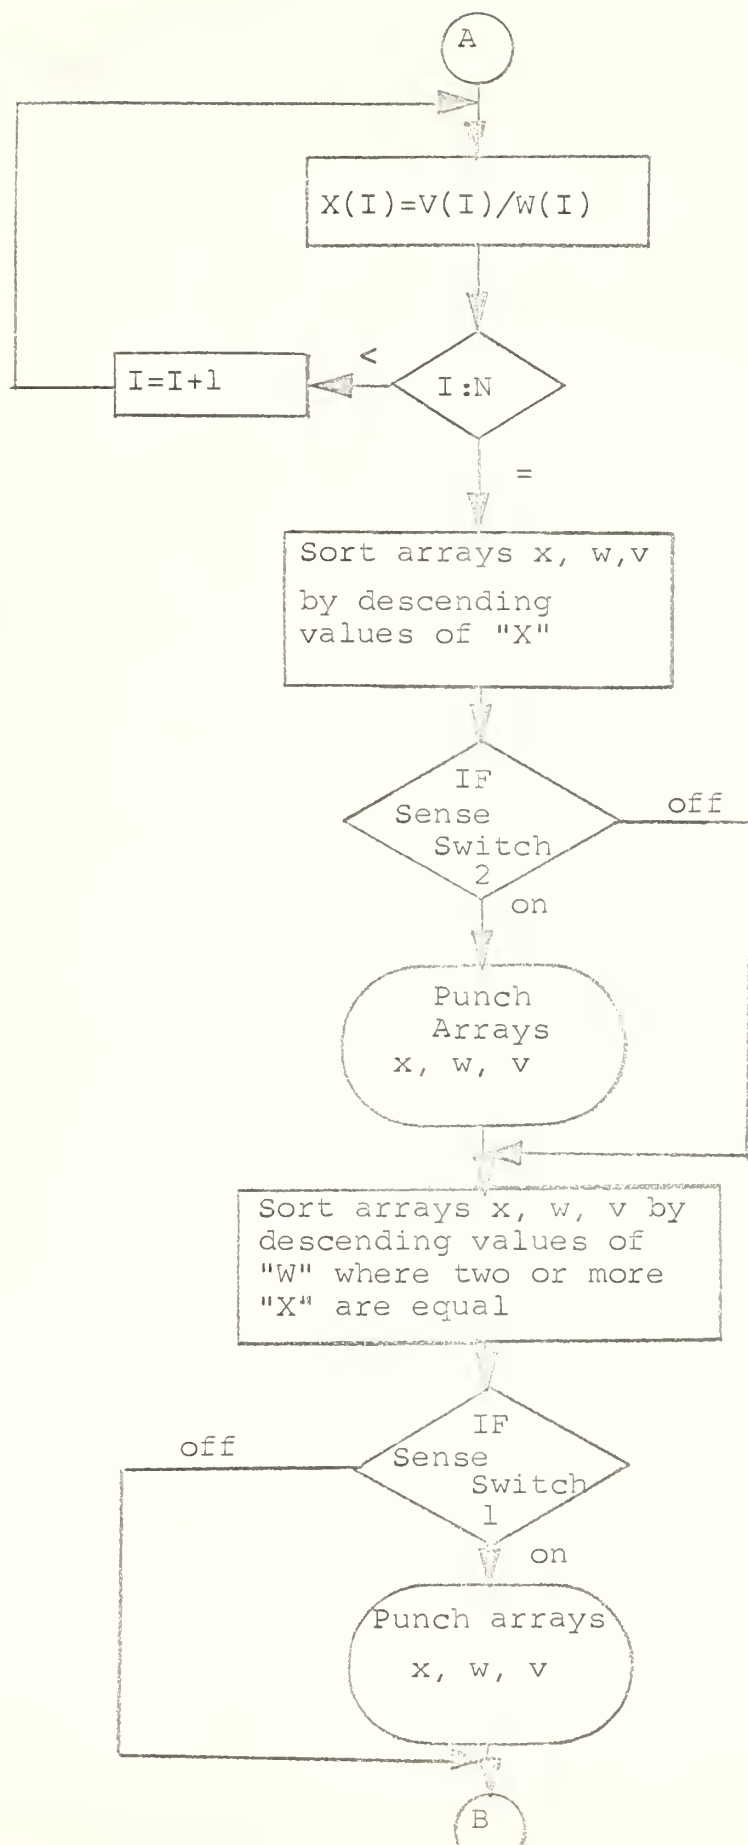 A
X(I)=V(I)/W(I)
<
I=I+1
I:N
=
Sort arrays x, w,v
by descending
values of "X"
IF
Sense
Switch
2
off
on
Punch
Arrays
x, w, v
Sort arrays x, w, v by
descending values of
"W" where two or more
"X" are equal
off
IF
Sense
Switch
1
on
Punch arrays
x, w, v
B